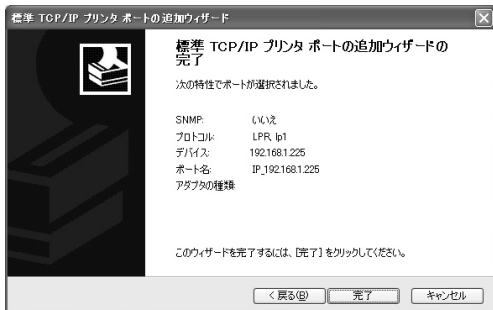 標準 TCP/IP プリンタ ポートの追加ウィザード
標準 TCP/IP プリンタ ポートの追加ウィザードの
完了
次の特性でポートが選択されました。
SNMP: いいえ
プロトコル: LPR, lp1
デバイス: 192.168.1.225
ポート名: IP_192.168.1.225
アダプタの種類:
このウィザードを完了するには、[完了] をクリックしてください。
< 戻る(B) 完了 キャンセル